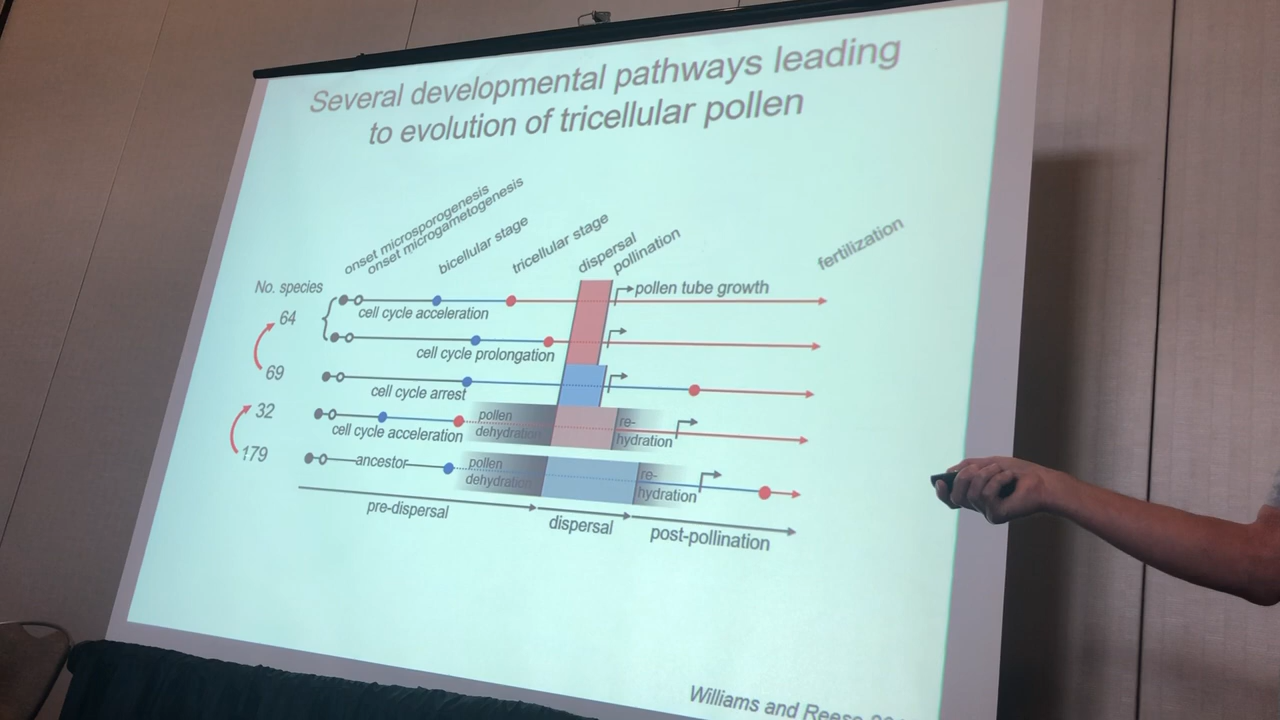 Several developmental pathways leading
to evolution of tricellular pollen
onset microsporogenesis
onset microgametogenesis
bicellular stage
tricellular stage
dispersal
pollination
fertilization
No. species
64
pollen tube growth
cell cycle acceleration
cell cycle prolongation
69
cell cycle arrest
32
cell cycle acceleration
pollen
dehydration
re-
hydration
179
ancestor
pollen
dehydration
re-
hydration
pre-dispersal
dispersal
post-pollination
Williams and Reese